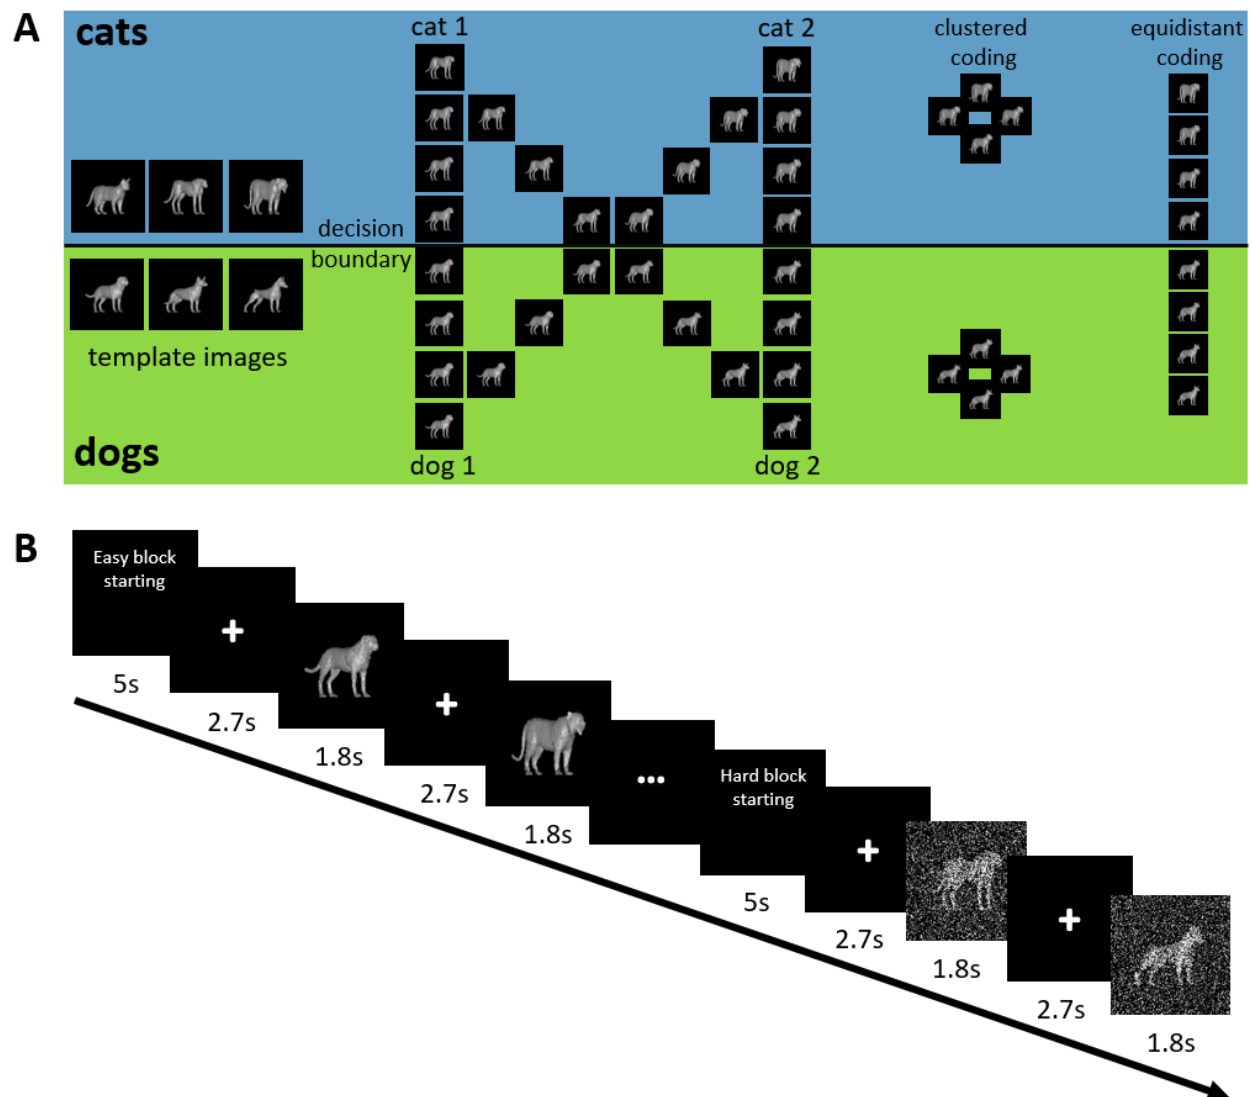 A
cats
cat 1
cat 2
clustered
coding
equidistant
coding
decision
boundary
template images
dogs
dog 1
dog 2
B
Easy block
starting
5s
2.7s
1.8s
2.7s
1.8s
...
Hard block
starting
5s
2.7s
1.8s
2.7s
1.8s